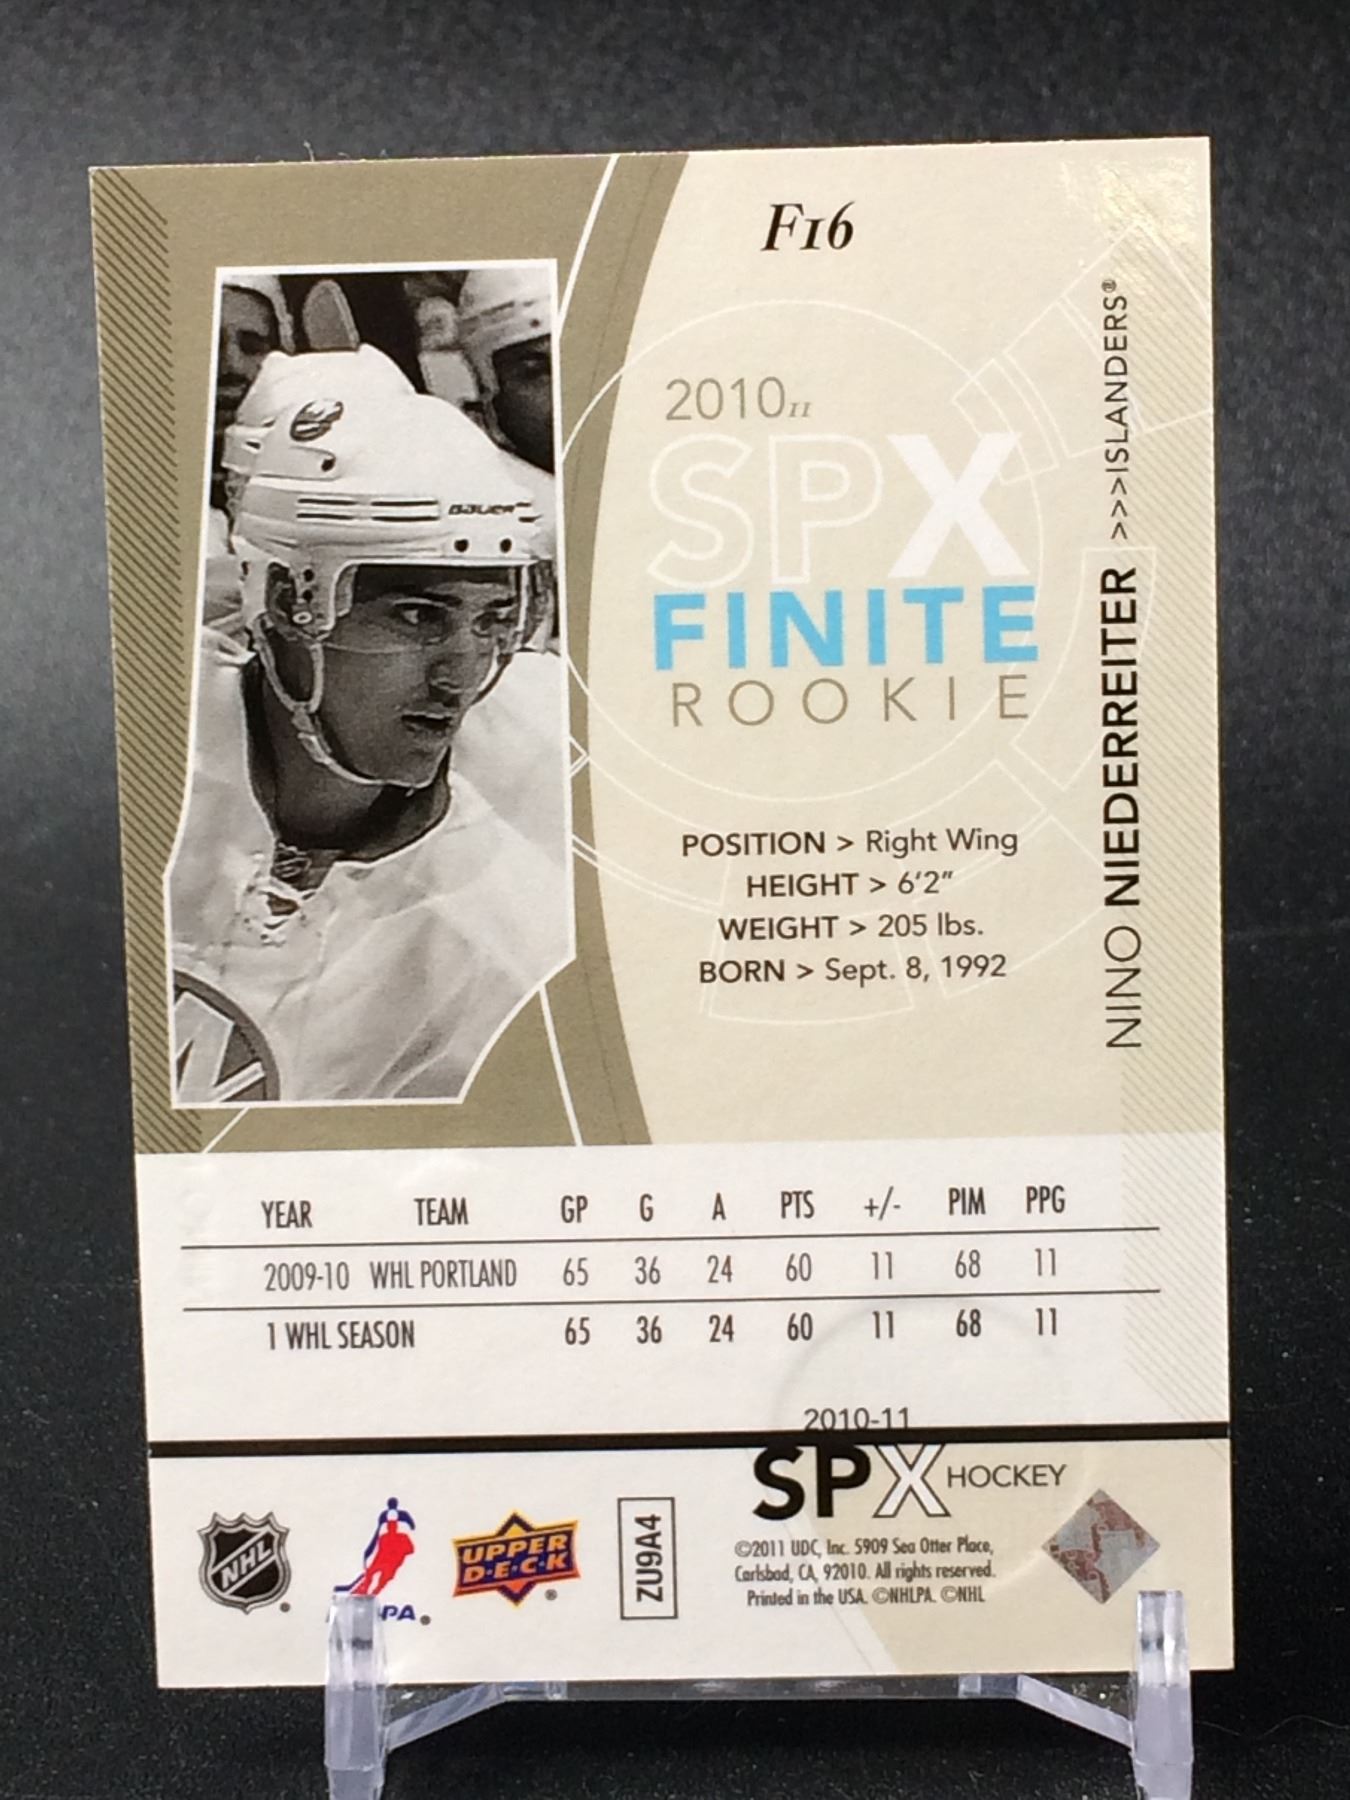 F16
2010 11
SPX
FINITE
ROOKIE
BAUER
POSITION > Right Wing
HEIGHT > 6'2"
WEIGHT > 205 lbs.
BORN > Sept. 8, 1992
NINO NIEDERREITER >>>ISLANDERS®
YEAR TEAM GP G A PTS +/- PIM PPG
2009-10 WHL PORTLAND 65 36 24 60 11 68 11
1 WHL SEASON 65 36 24 60 11 68 11
2010-11
SPX HOCKEY
NHL
PA
UPPER
D·E·C·K
ZU9A4
©2011 UDC, Inc. 5909 Sea Otter Place,
Carlsbad, CA, 92010. All rights reserved.
Printed in the USA. ©NHLPA. ©NHL